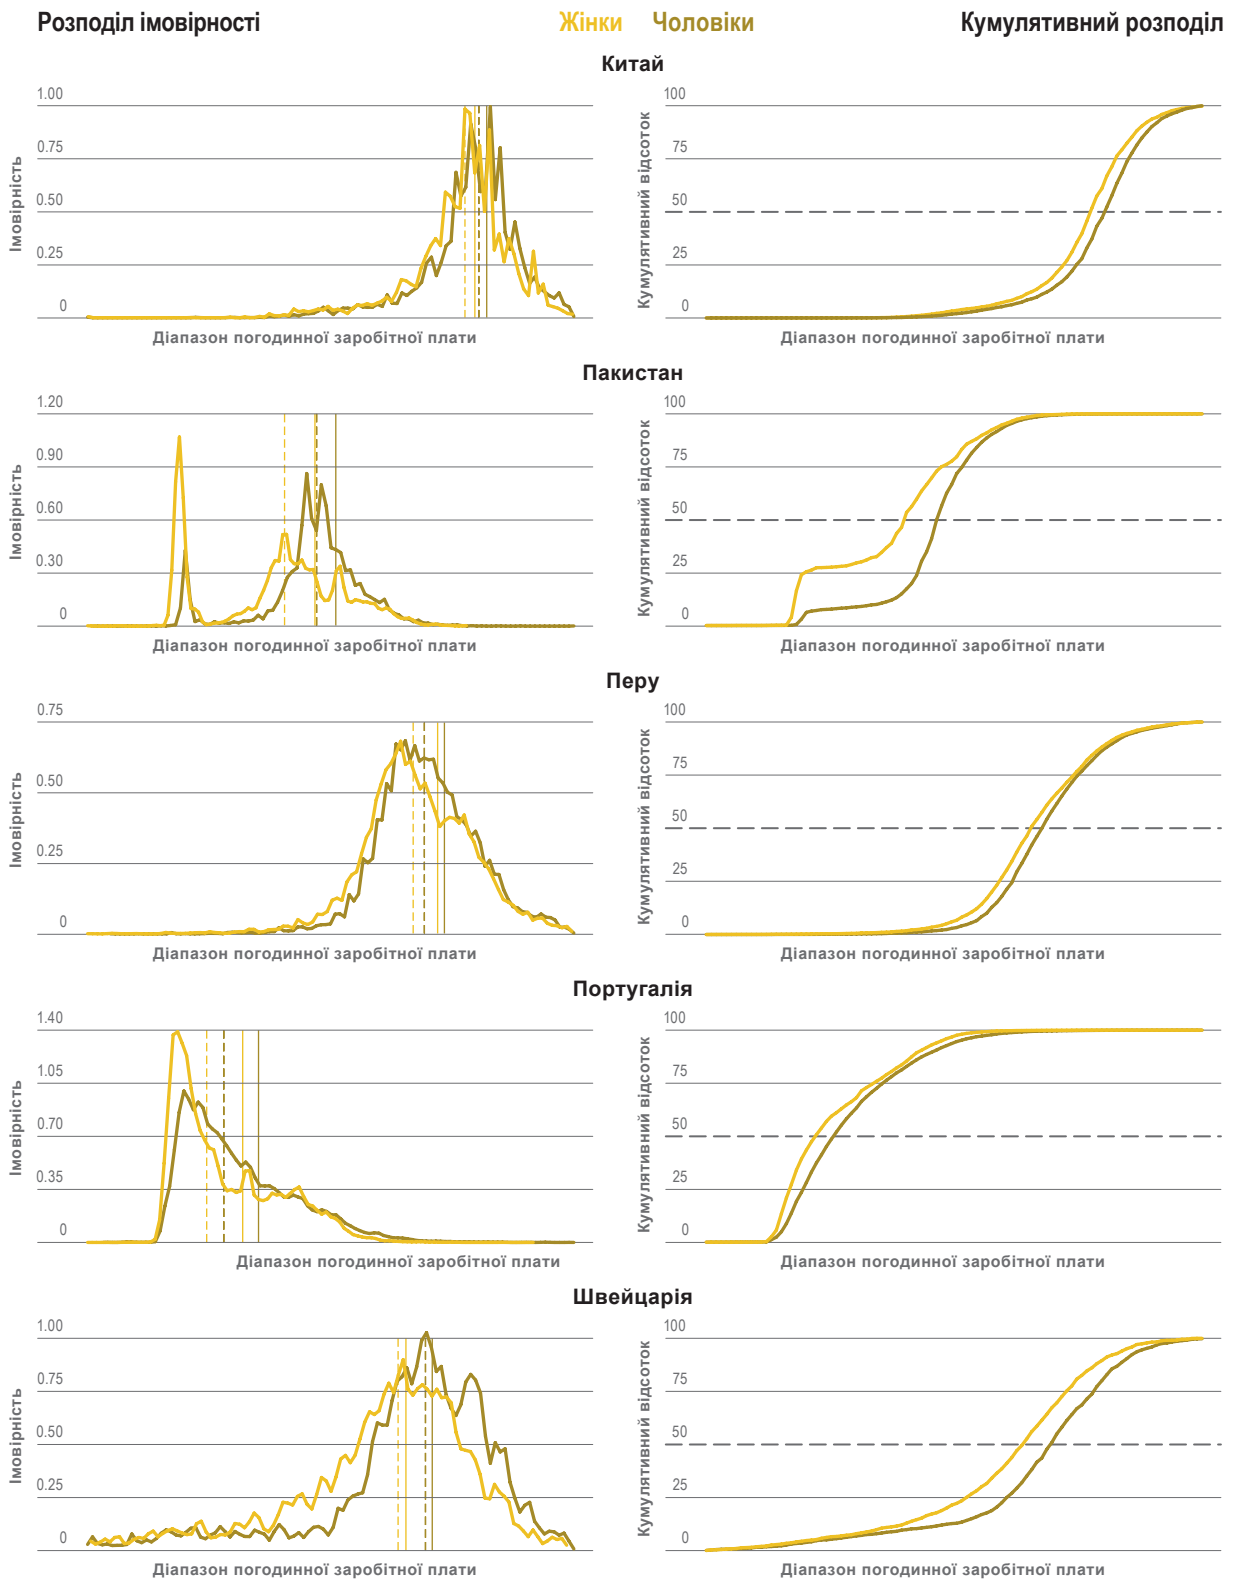 Розподіл імовірності
Жінки Чоловіки
Кумулятивний розподіл
Китай
Імовірність
1.00
0.75
0.50
0.25
0
Діапазон погодинної заробітної плати
Кумулятивний відсоток
100
75
50
25
0
Діапазон погодинної заробітної плати
Пакистан
Імовірність
1.20
0.90
0.60
0.30
0
Діапазон погодинної заробітної плати
Кумулятивний відсоток
100
75
50
25
0
Діапазон погодинної заробітної плати
Перу
Імовірність
0.75
0.50
0.25
0
Діапазон погодинної заробітної плати
Кумулятивний відсоток
100
75
50
25
0
Діапазон погодинної заробітної плати
Португалія
Імовірність
1.40
1.05
0.70
0.35
0
Діапазон погодинної заробітної плати
Кумулятивний відсоток
100
75
50
25
0
Діапазон погодинної заробітної плати
Швейцарія
Імовірність
1.00
0.75
0.50
0.25
0
Діапазон погодинної заробітної плати
Кумулятивний відсоток
100
75
50
25
0
Діапазон погодинної заробітної плати